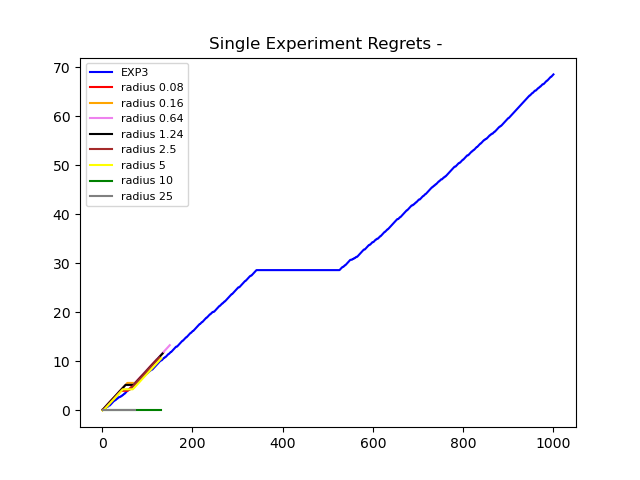 Single Experiment Regrets -
EXP3
radius 0.08
radius 0.16
radius 0.64
radius 1.24
radius 2.5
radius 5
radius 10
radius 25
70
60
50
40
30
20
10
0
0 200 400 600 800 1000